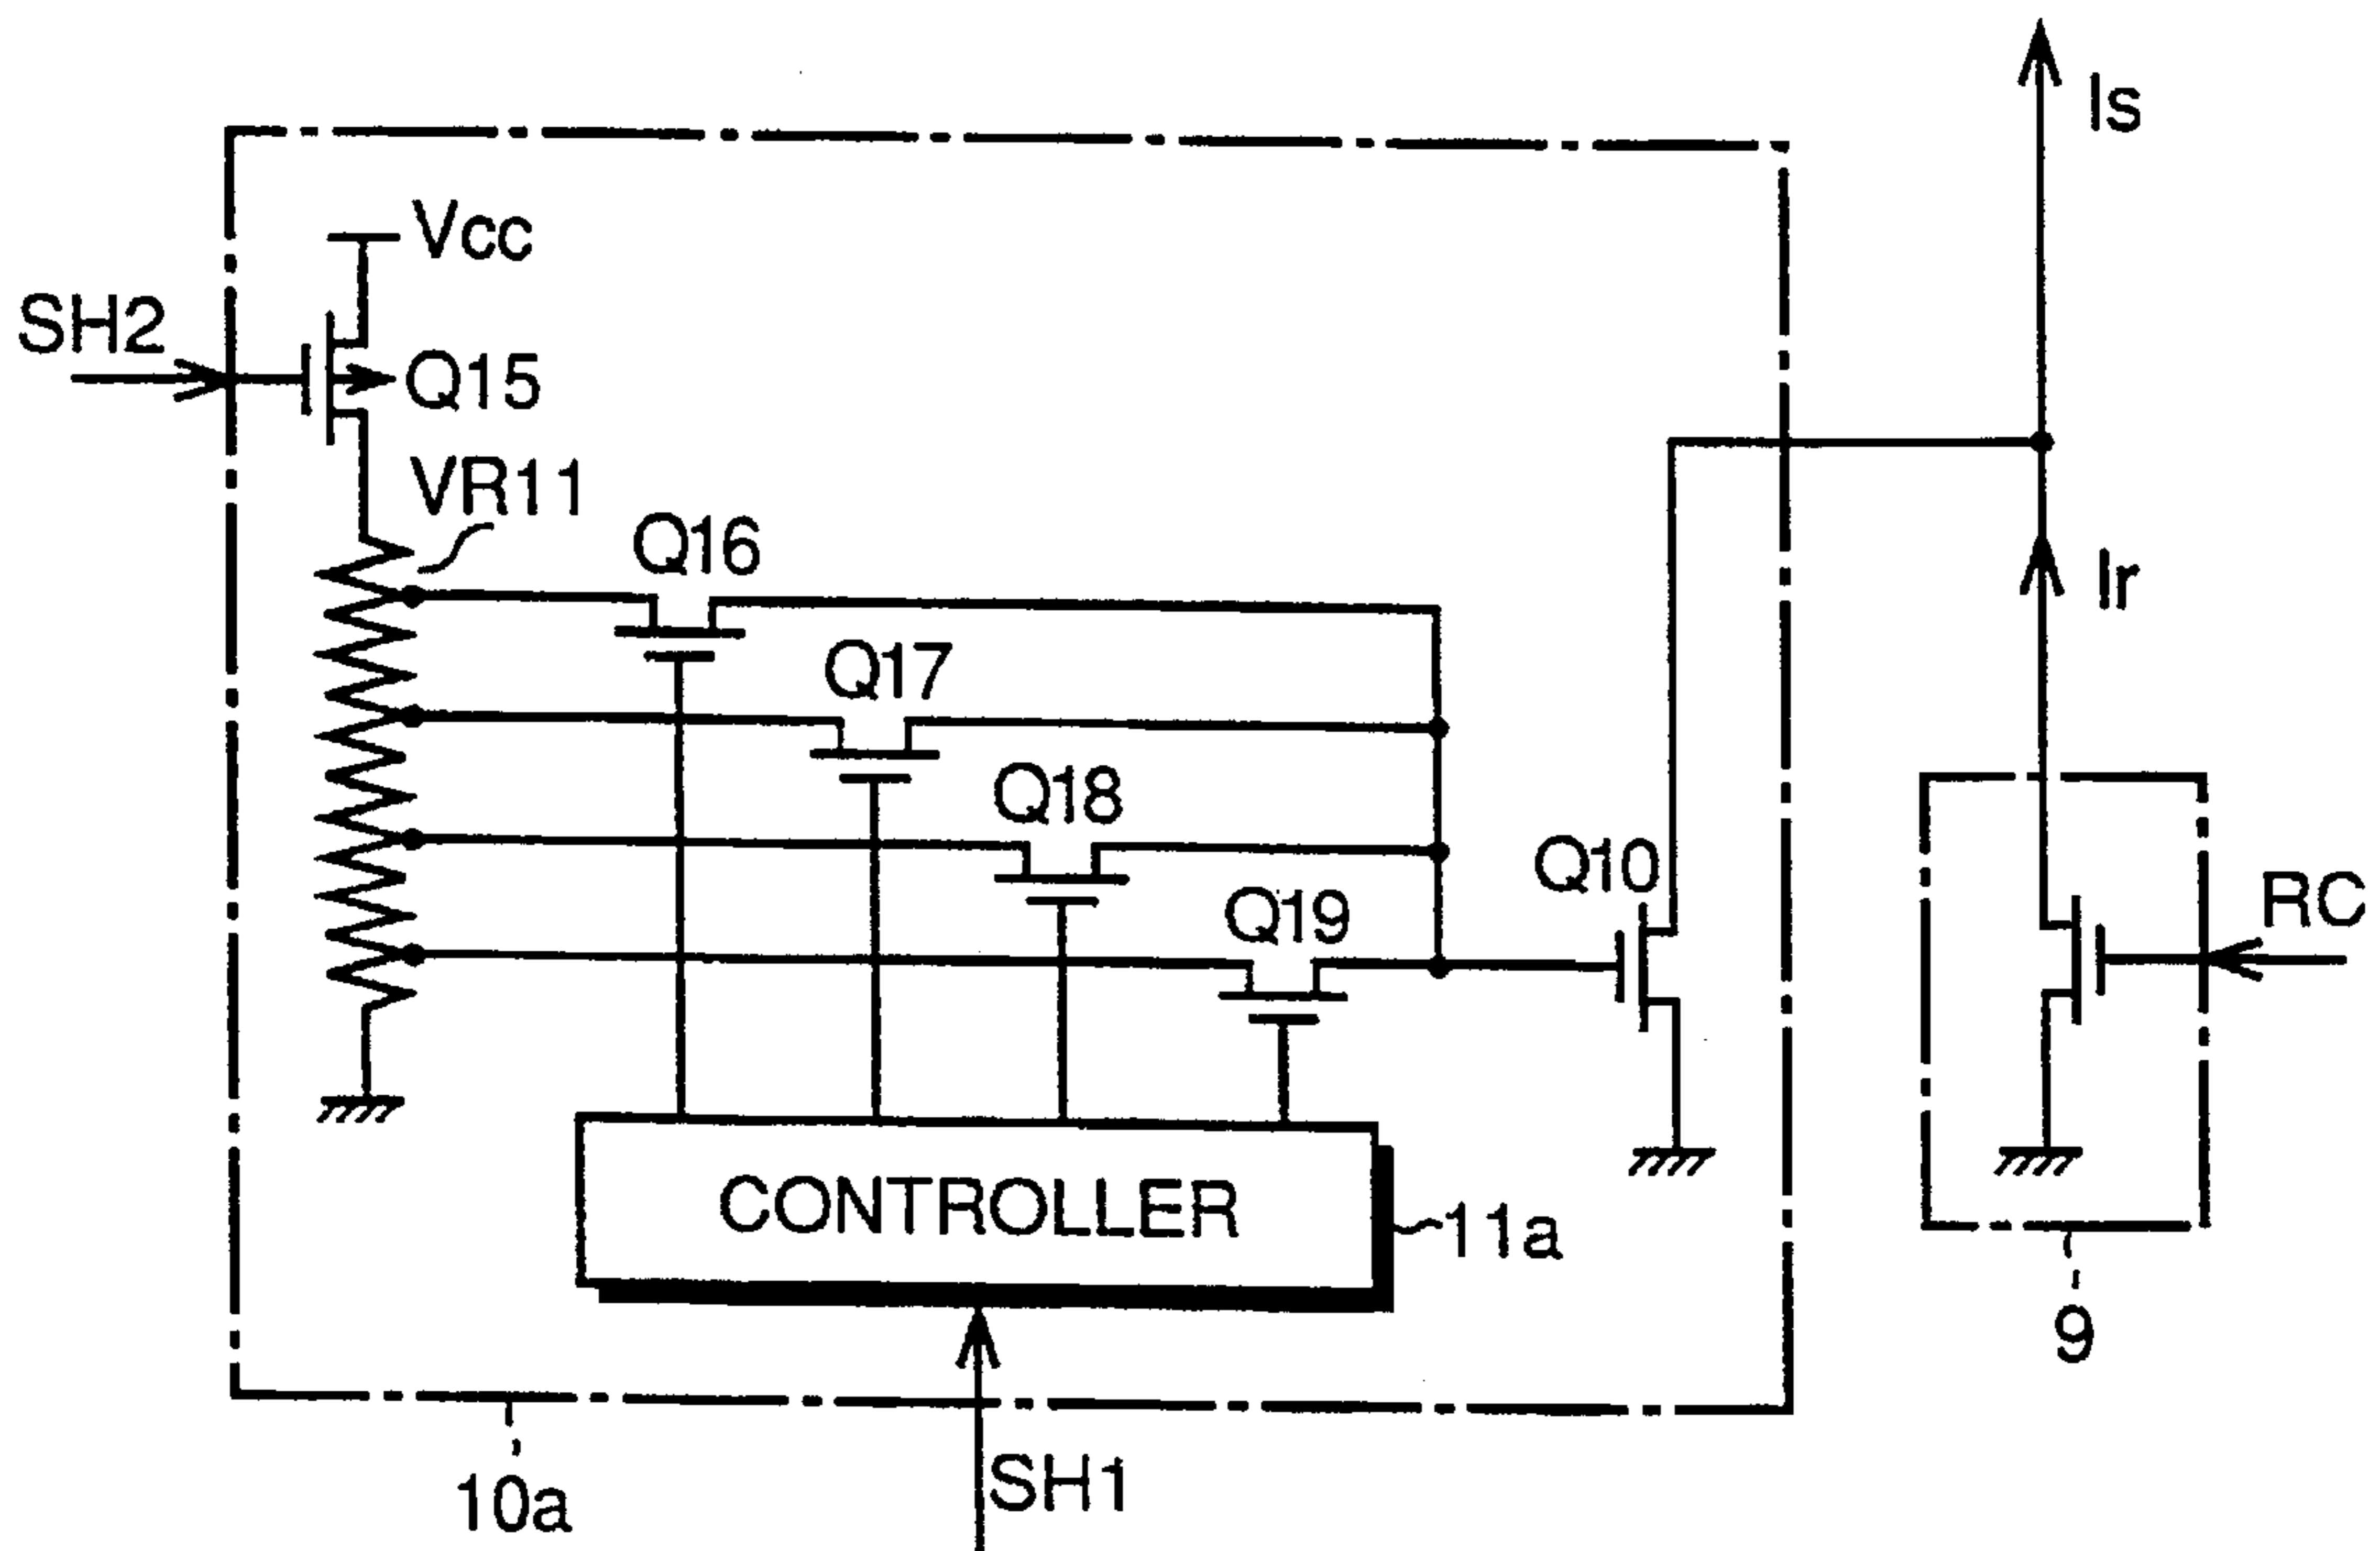 Is
Vcc
SH2
Q15
VR11
Q16
Ir
Q17
Q18
Q10
Q19
RC
CONTROLLER
11a
9
10a
SH1